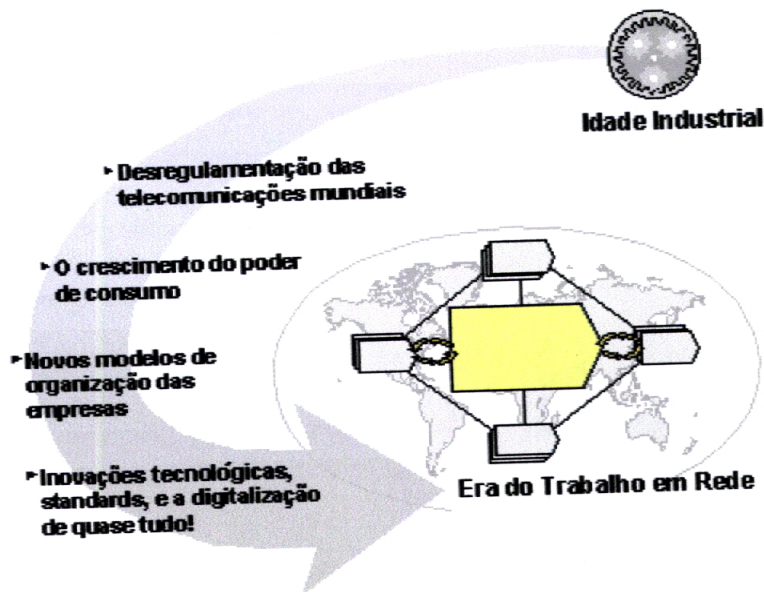 Idade Industrial
▸ Desregulamentação das
telecomunicações mundiais
▸ O crescimento do poder
de consumo
▸ Novos modelos de
organização das
empresas
▸ Inovações tecnológicas,
standards, e a digitalização
de quase tudo!
Era do Trabalho em Rede